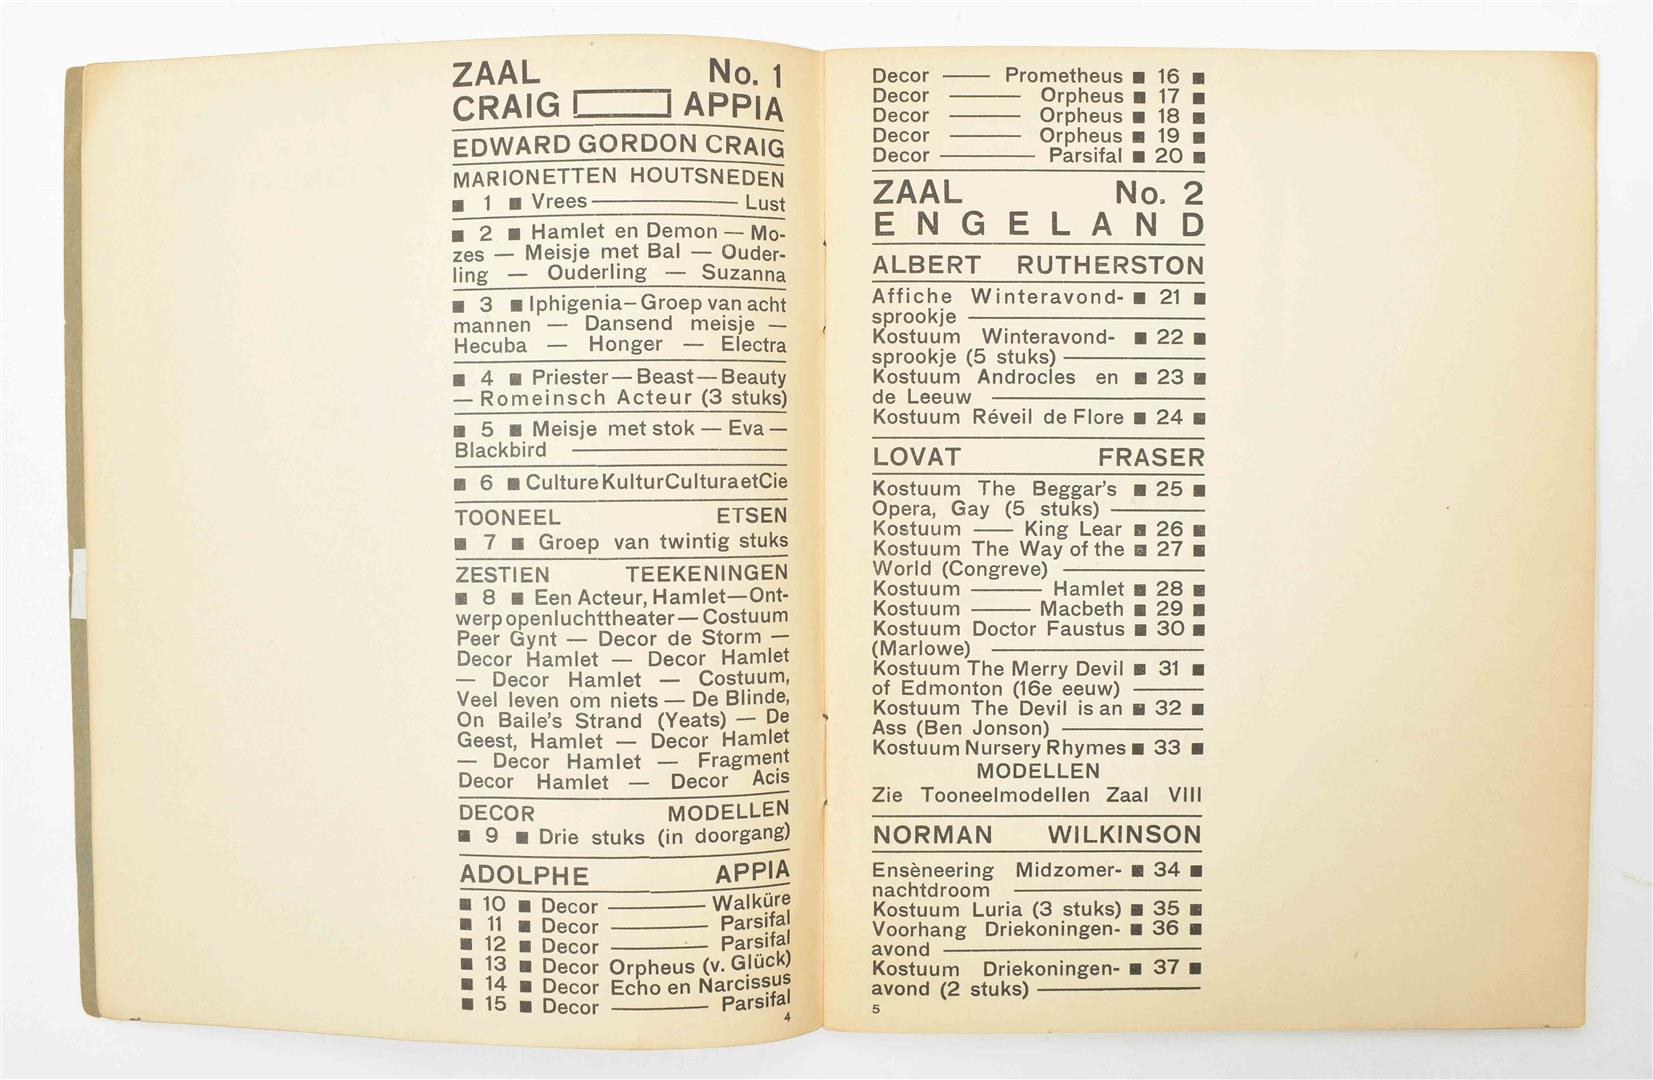 ZAAL No. 1
CRAIG APPIA
EDWARD GORDON CRAIG
MARIONETTEN HOUTSNEDEN
■ 1 ■ Vrees — Lust
■ 2 ■ Hamlet en Demon — Mo-
zes — Meisje met Bal — Ouder-
ling — Ouderling — Suzanna
■ 3 ■ Iphigenia — Groep van acht
mannen — Dansend meisje —
Hecuba — Honger — Electra
■ 4 ■ Priester — Beast — Beauty
— Romeinsch Acteur (3 stuks)
■ 5 ■ Meisje met stok — Eva —
Blackbird —
■ 6 ■ Culture Kultur Cultura et Cie
TOONEEL ETSEN
■ 7 ■ Groep van twintig stuks
ZESTIEN TEEKENINGEN
■ 8 ■ Een Acteur, Hamlet — Ont-
werp openluchttheater — Costuum
Peer Gynt — Decor de Storm —
Decor Hamlet — Decor Hamlet
— Decor Hamlet — Costuum,
Veel leven om niets — De Blinde,
On Baile's Strand (Yeats) — De
Geest, Hamlet — Decor Hamlet
— Decor Hamlet — Fragment
Decor Hamlet — Decor Acis
DECOR MODELLEN
■ 9 ■ Drie stuks (in doorgang)
ADOLPHE APPIA
■ 10 ■ Decor — Walküre
■ 11 ■ Decor — Parsifal
■ 12 ■ Decor — Parsifal
■ 13 ■ Decor Orpheus (v. Glück)
■ 14 ■ Decor Echo en Narcissus
■ 15 ■ Decor — Parsifal
4
Decor — Prometheus ■ 16 ■
Decor — Orpheus ■ 17 ■
Decor — Orpheus ■ 18 ■
Decor — Orpheus ■ 19 ■
Decor — Parsifal ■ 20 ■
ZAAL No. 2
ENGELAND
ALBERT RUTHERSTON
Affiche Winteravond- ■ 21 ■
sprookje —
Kostuum Winteravond- ■ 22 ■
sprookje (5 stuks) —
Kostuum Androcles en ■ 23 ■
de Leeuw —
Kostuum Réveil de Flore ■ 24 ■
LOVAT FRASER
Kostuum The Beggar's ■ 25 ■
Opera, Gay (5 stuks) —
Kostuum — King Lear ■ 26 ■
Kostuum The Way of the ■ 27 ■
World (Congreve) —
Kostuum — Hamlet ■ 28 ■
Kostuum — Macbeth ■ 29 ■
Kostuum Doctor Faustus ■ 30 ■
(Marlowe) —
Kostuum The Merry Devil ■ 31 ■
of Edmonton (16e eeuw) —
Kostuum The Devil is an ■ 32 ■
Ass (Ben Jonson) —
Kostuum Nursery Rhymes ■ 33 ■
MODELLEN
Zie Tooneelmodellen Zaal VIII
NORMAN WILKINSON
Ensèneering Midzomer- ■ 34 ■
nachtdroom —
Kostuum Luria (3 stuks) ■ 35 ■
Voorhang Driekoningen- ■ 36 ■
avond —
Kostuum Driekoningen- ■ 37 ■
avond (2 stuks) —
5